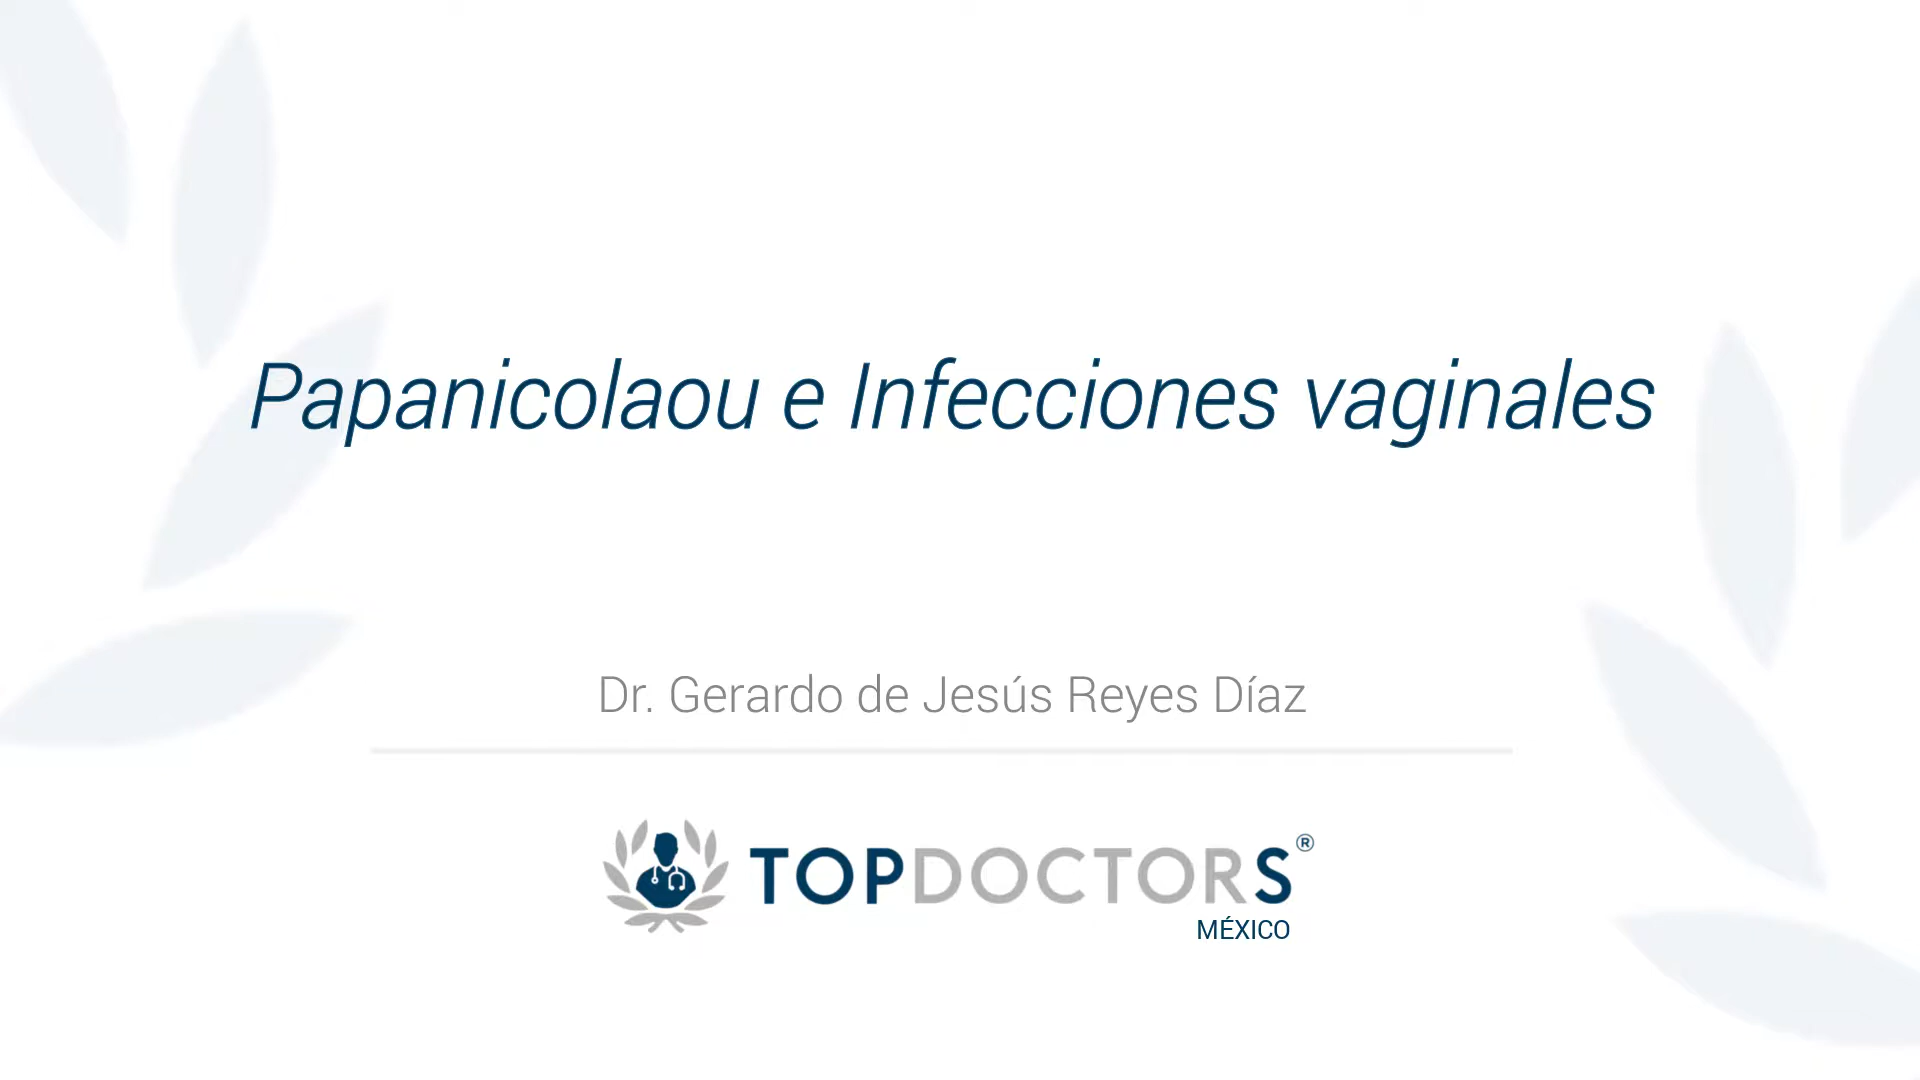 Papanicolaou e Infecciones vaginales
Dr. Gerardo de Jesús Reyes Díaz
TOPDOCTORS®
MÉXICO